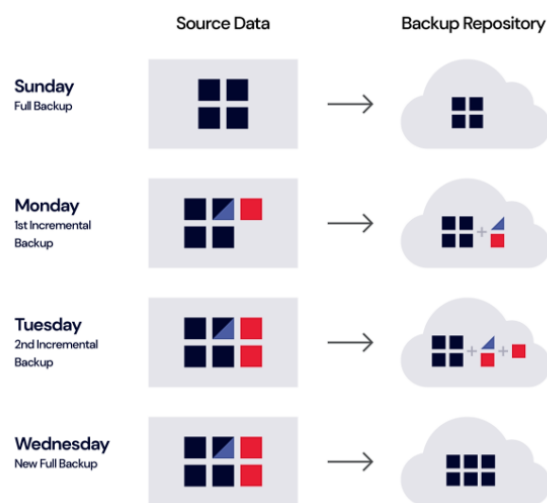 Source Data
Backup Repository
Sunday
Full Backup
Monday
1st Incremental
Backup
Tuesday
2nd Incremental
Backup
Wednesday
New Full Backup
+
+
+